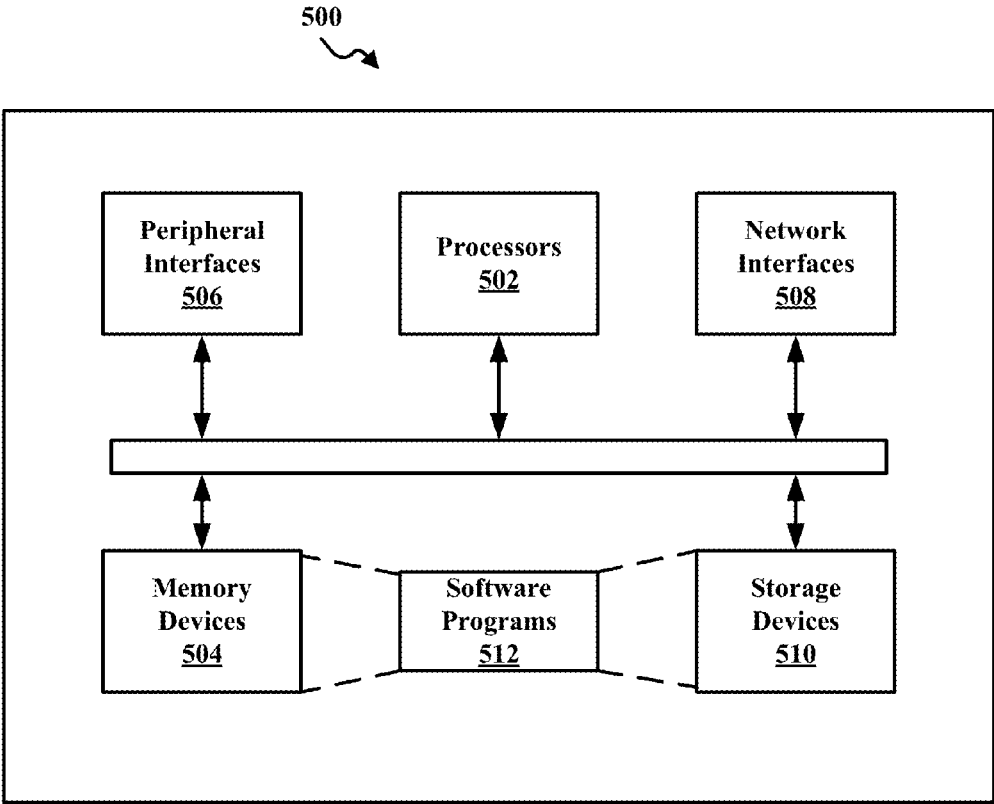 500
Peripheral
Interfaces
506
Processors
502
Network
Interfaces
508
Memory
Devices
504
Software
Programs
512
Storage
Devices
510